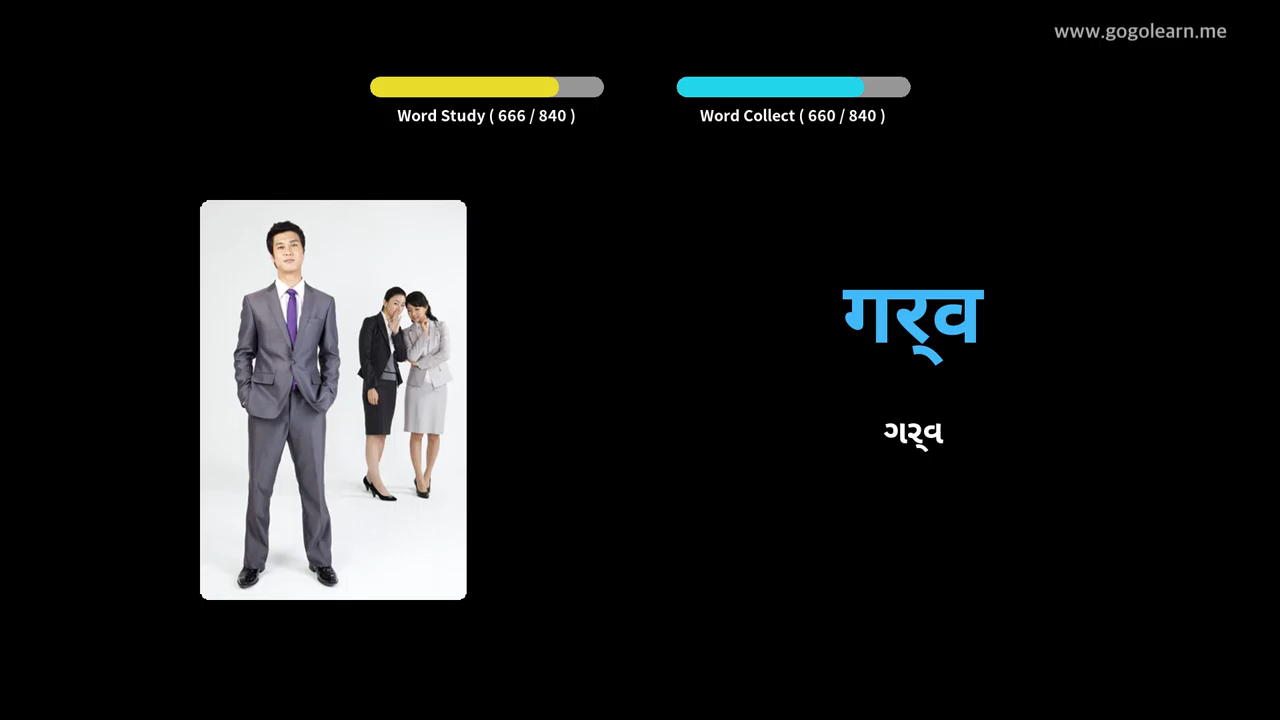 www.gogolearn.me
Word Study ( 666 / 840 )
Word Collect ( 660 / 840 )
गर्‌व
ગર્‌વ